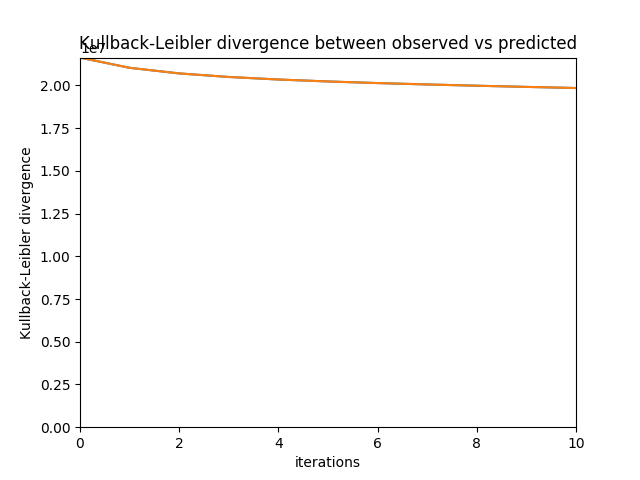 Kullback-Leibler divergence between observed vs predicted
1e7
2.00
1.75
1.50
1.25
1.00
0.75
0.50
0.25
0.00
Kullback-Leibler divergence
0 2 4 6 8 10
iterations